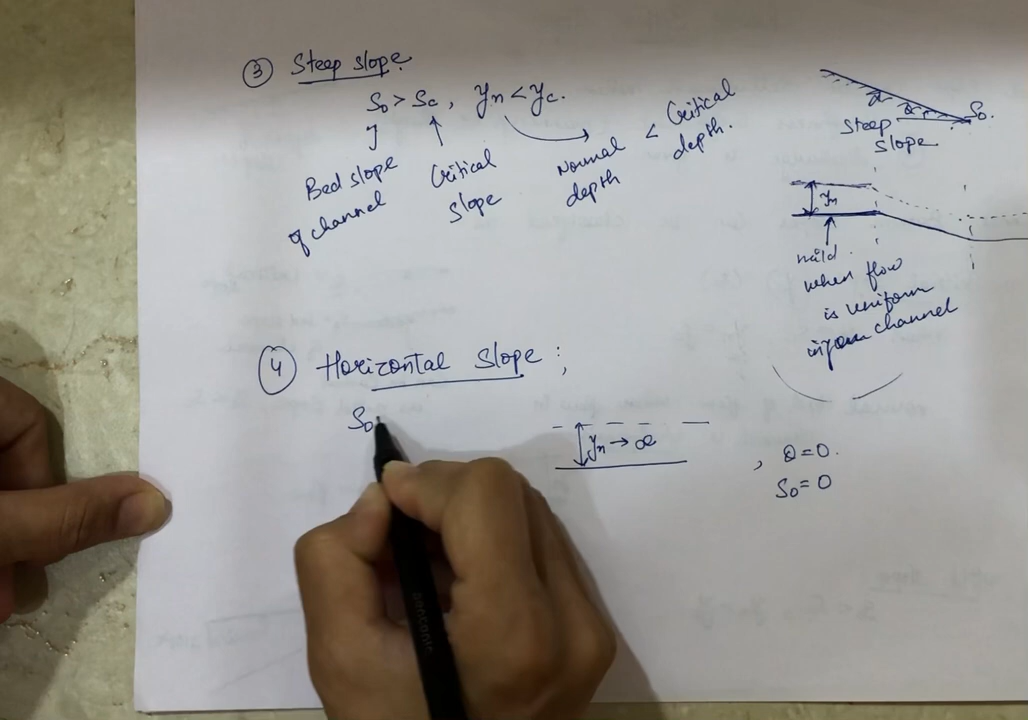 ③ Steep slope.
S₀ > Sc, yn < yc.
Bed slope of channel
Critical slope
Normal depth < Critical depth.
S₀.
Steep slope
yn
mild
when flow
is uniform
channel
④ Horizontal Slope :
S₀
yn → ∞
, θ = 0.
S₀ = 0